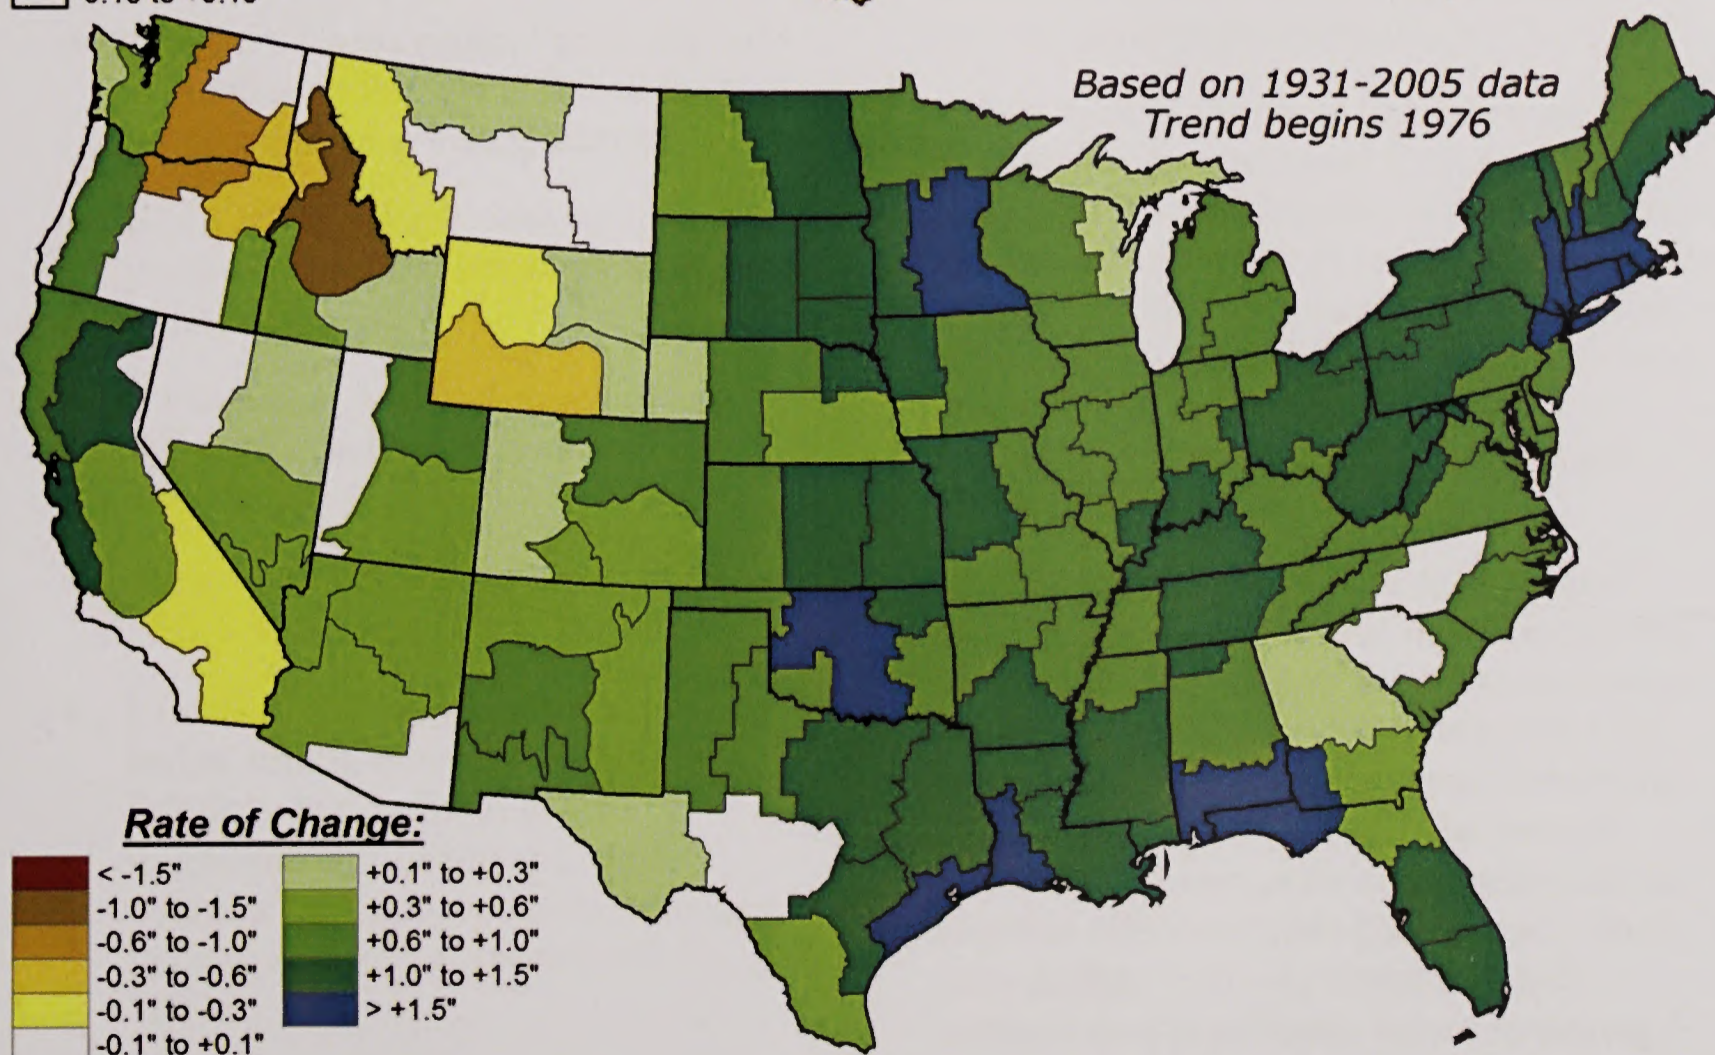 Based on 1931-2005 data
Trend begins 1976
Rate of Change:
< -1.5"
-1.0" to -1.5"
-0.6" to -1.0"
-0.3" to -0.6"
-0.1" to -0.3"
-0.1" to +0.1"
+0.1" to +0.3"
+0.3" to +0.6"
+0.6" to +1.0"
+1.0" to +1.5"
> +1.5"